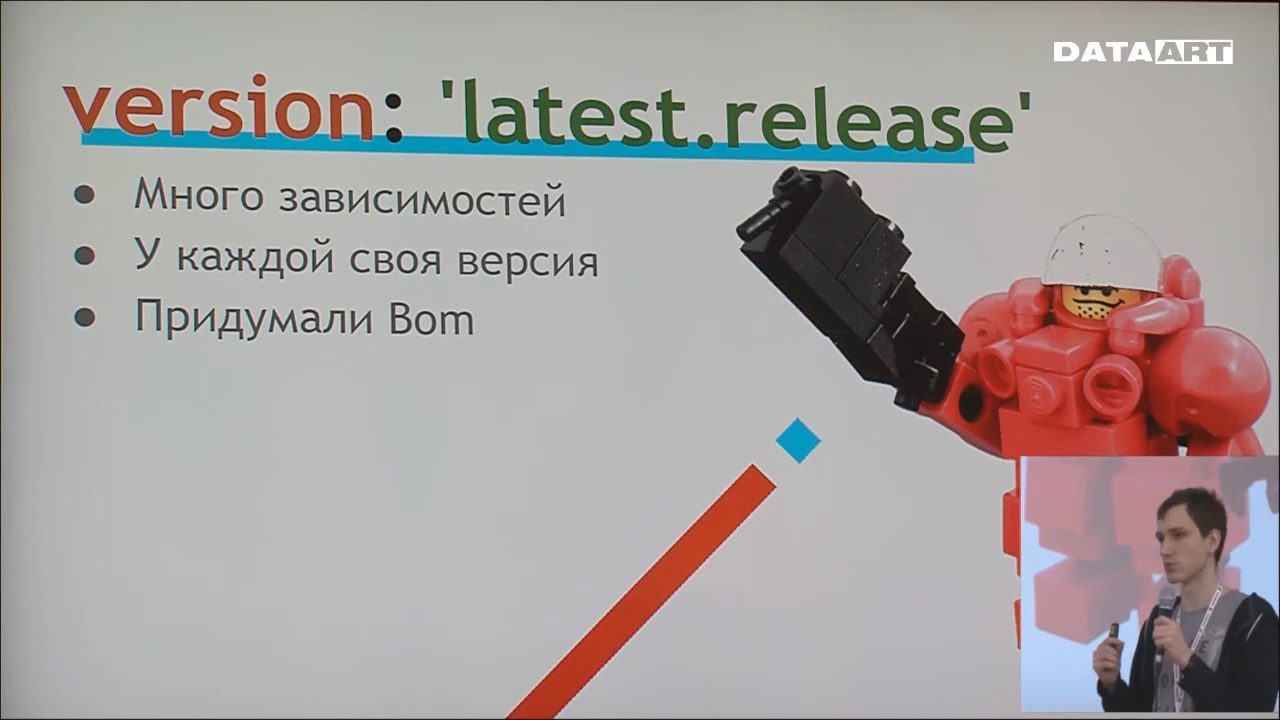 DATAART
version: 'latest.release'
● Много зависимостей
● У каждой своя версия
● Придумали Bom